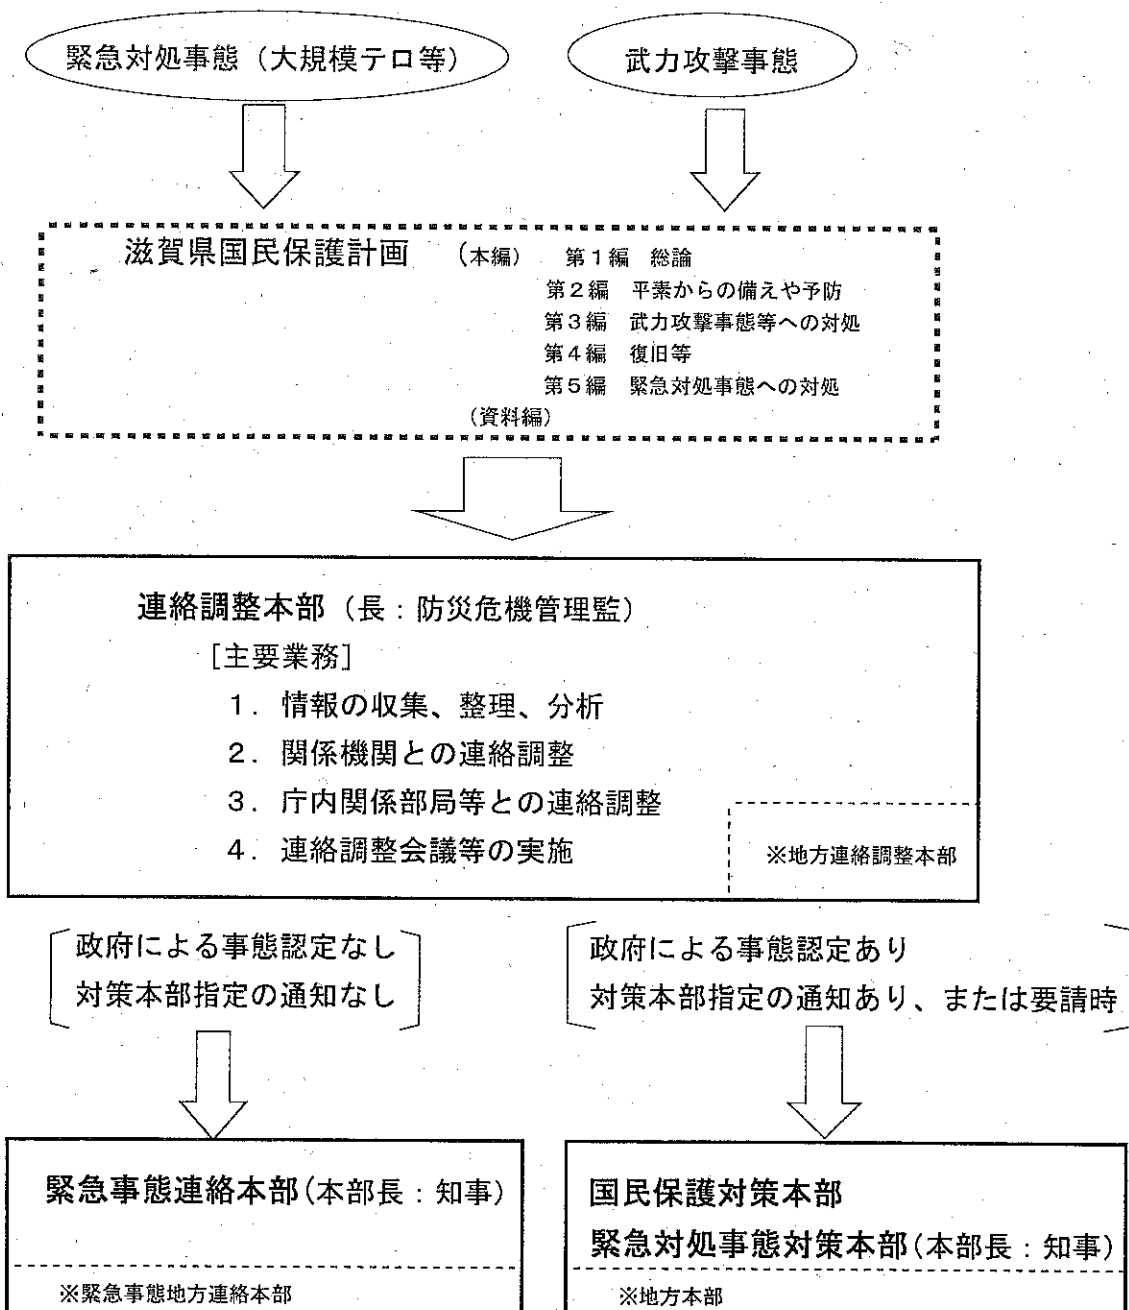 緊急対処事態（大規模テロ等）
武力攻撃事態
滋賀県国民保護計画　（本編）　第１編　総論
第２編　平素からの備えや予防
第３編　武力攻撃事態等への対処
第４編　復旧等
第５編　緊急対処事態への対処
（資料編）
連絡調整本部（長：防災危機管理監）
［主要業務］
１．情報の収集、整理、分析
２．関係機関との連絡調整
３．庁内関係部局等との連絡調整
４．連絡調整会議等の実施
※地方連絡調整本部
政府による事態認定なし
対策本部指定の通知なし
政府による事態認定あり
対策本部指定の通知あり、または要請時
緊急事態連絡本部（本部長：知事）
※緊急事態地方連絡本部
国民保護対策本部
緊急対処事態対策本部（本部長：知事）
※地方本部